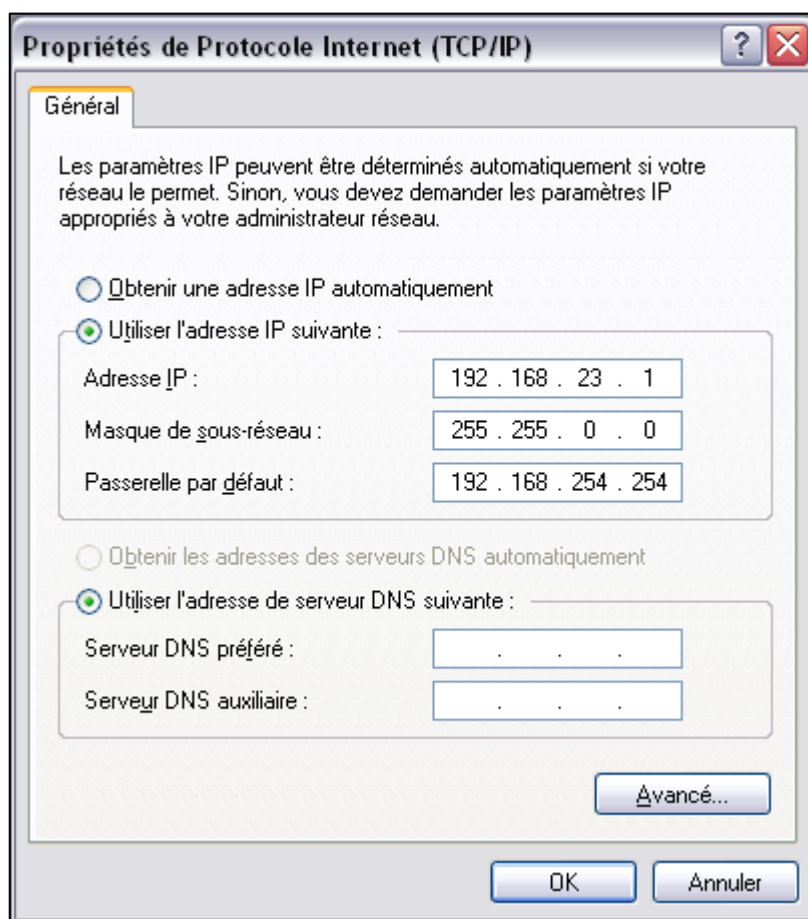 Propriétés de Protocole Internet (TCP/IP)
Général
Les paramètres IP peuvent être déterminés automatiquement si votre
réseau le permet. Sinon, vous devez demander les paramètres IP
appropriés à votre administrateur réseau.
Obtenir une adresse IP automatiquement
Utiliser l'adresse IP suivante :
Adresse IP : 192 . 168 . 23 . 1
Masque de sous-réseau : 255 . 255 . 0 . 0
Passerelle par défaut : 192 . 168 . 254 . 254
Obtenir les adresses des serveurs DNS automatiquement
Utiliser l'adresse de serveur DNS suivante :
Serveur DNS préféré : . . .
Serveur DNS auxiliaire : . . .
Avancé...
OK Annuler